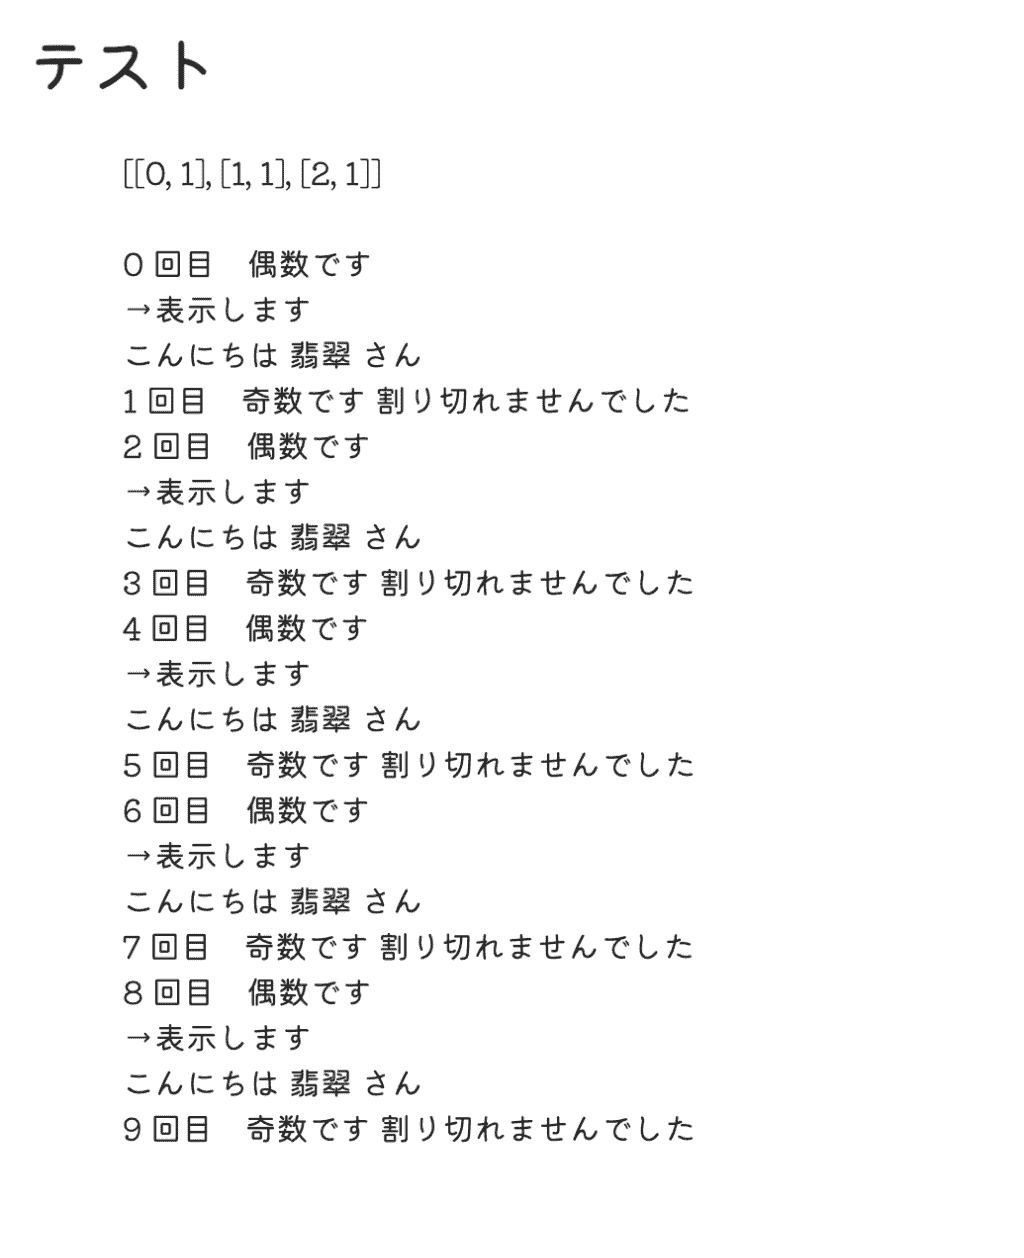 テスト
[[0, 1], [1, 1], [2, 1]]
0 回目　偶数です
→表示します
こんにちは 翡翠 さん
1 回目　奇数です 割り切れませんでした
2 回目　偶数です
→表示します
こんにちは 翡翠 さん
3 回目　奇数です 割り切れませんでした
4 回目　偶数です
→表示します
こんにちは 翡翠 さん
5 回目　奇数です 割り切れませんでした
6 回目　偶数です
→表示します
こんにちは 翡翠 さん
7 回目　奇数です 割り切れませんでした
8 回目　偶数です
→表示します
こんにちは 翡翠 さん
9 回目　奇数です 割り切れませんでした